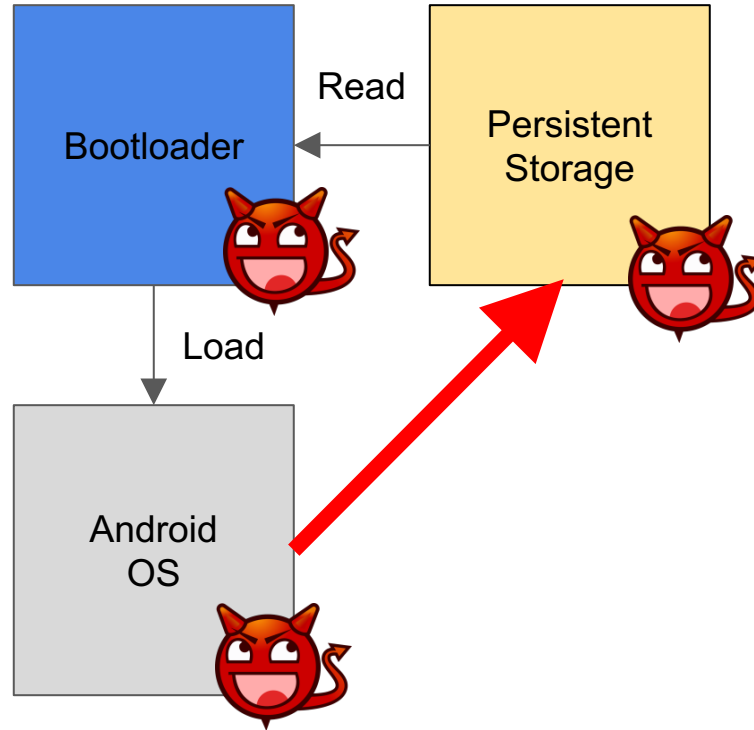 Read
Bootloader
Persistent
Storage
Load
Android
OS